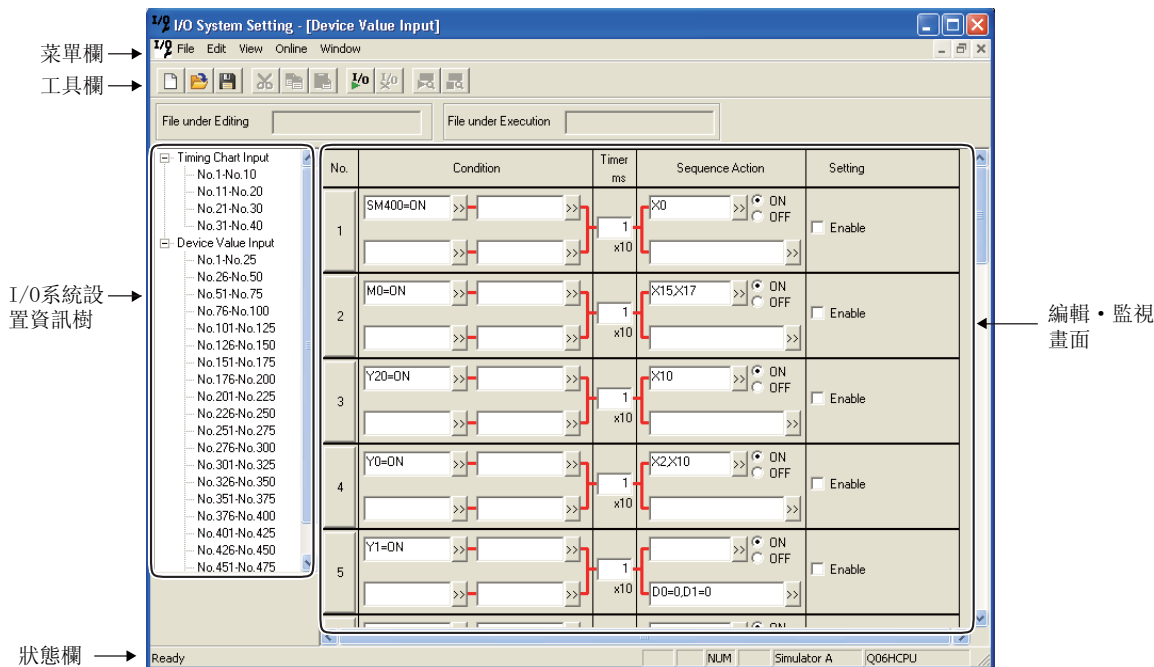 I/O System Setting - [Device Value Input]
菜單欄
File Edit View Online Window
工具欄
I/O I/O
File under Editing
File under Execution
I/O系統設
置資訊樹
Timing Chart Input
No.1-No.10
No.11-No.20
No.21-No.30
No.31-No.40
Device Value Input
No.1-No.25
No.26-No.50
No.51-No.75
No.76-No.100
No.101-No.125
No.126-No.150
No.151-No.175
No.176-No.200
No.201-No.225
No.226-No.250
No.251-No.275
No.276-No.300
No.301-No.325
No.326-No.350
No.351-No.375
No.376-No.400
No.401-No.425
No.426-No.450
No.451-No.475
No. Condition Timer ms Sequence Action Setting
1 SM400=ON >> >> 1 x10 X0 >> ON OFF Enable
>> >> >>
2 M0=ON >> >> 1 x10 X15,X17 >> ON OFF Enable
>> >> >>
3 Y20=ON >> >> 1 x10 X10 >> ON OFF Enable
>> >> >>
4 Y0=ON >> >> 1 x10 X2,X10 >> ON OFF Enable
>> >> >>
5 Y1=ON >> >> 1 x10 >> ON OFF Enable
>> >> D0=0,D1=0 >>
編輯・監視
畫面
狀態欄
Ready
NUM
Simulator A
Q06HCPU